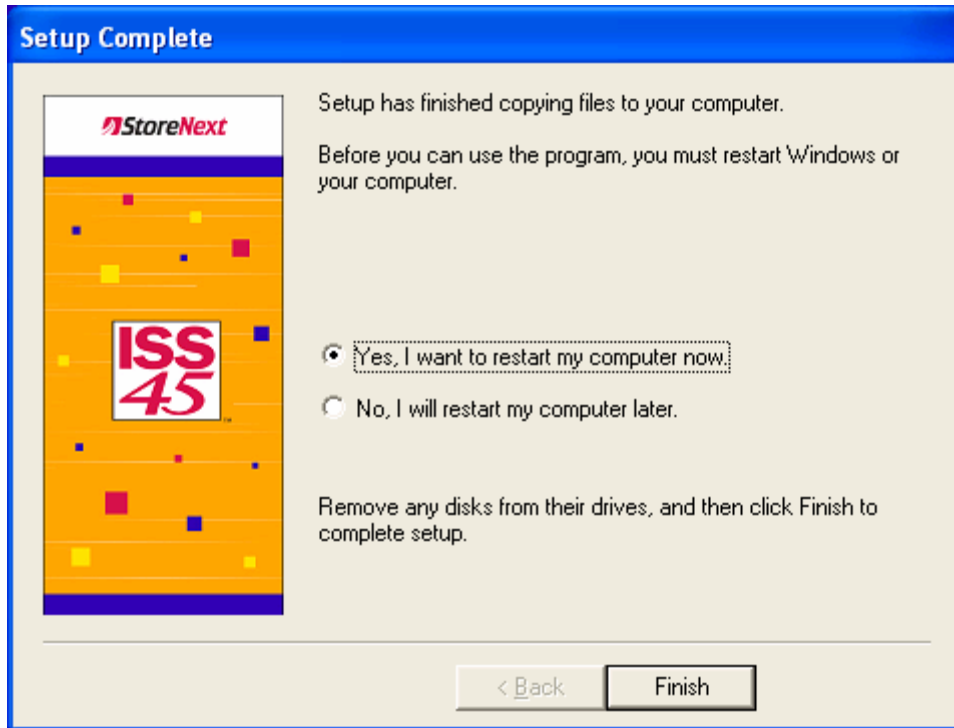 Setup Complete
StoreNext
Setup has finished copying files to your computer.
Before you can use the program, you must restart Windows or
your computer.
ISS
45
Yes, I want to restart my computer now.
No, I will restart my computer later.
Remove any disks from their drives, and then click Finish to
complete setup.
< Back
Finish